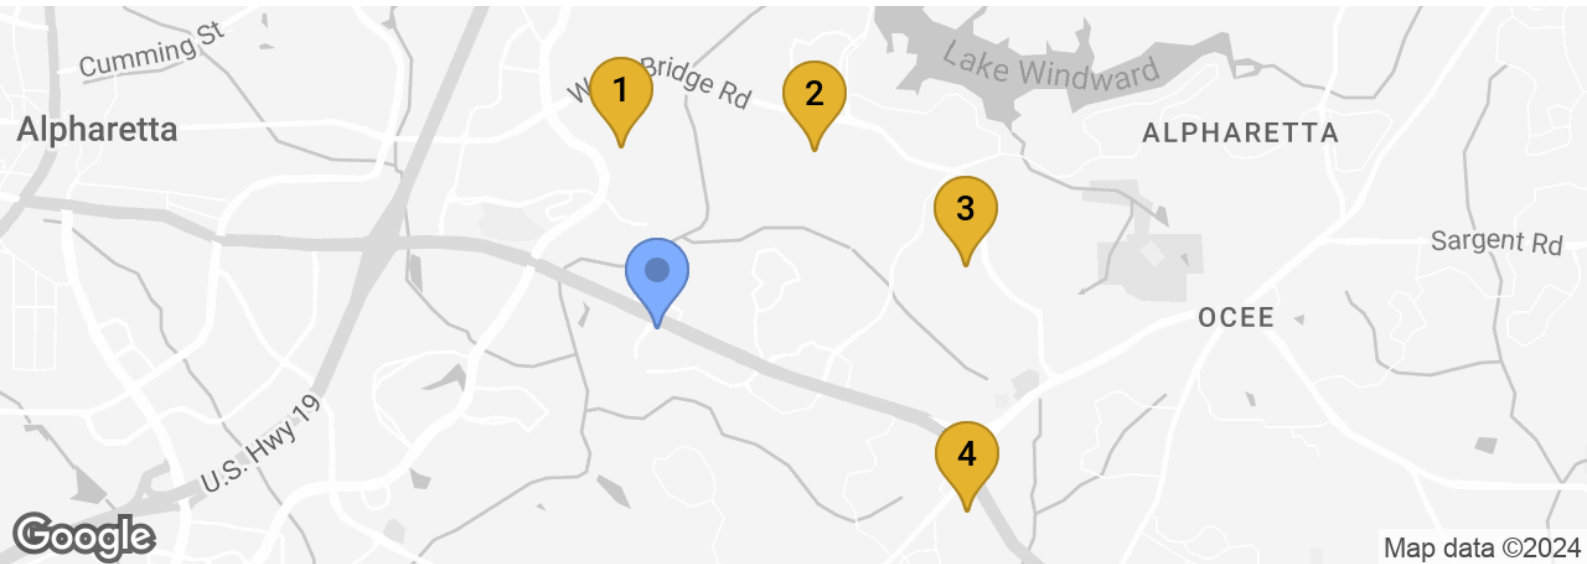 Cumming St
Bridge Rd
Lake Windward
1
2
Alpharetta
ALPHARETTA
3
Sargent Rd
OCEE
U.S. Hwy 19
4
Google
Map data ©2024